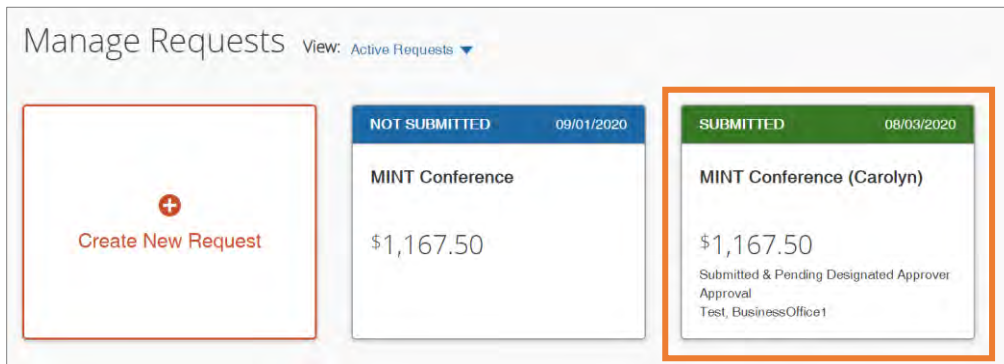 Manage Requests View: Active Requests
Create New Request
NOT SUBMITTED 09/01/2020
MINT Conference
$1,167.50
SUBMITTED 08/03/2020
MINT Conference (Carolyn)
$1,167.50
Submitted & Pending Designated Approver
Approval
Test, BusinessOffice1